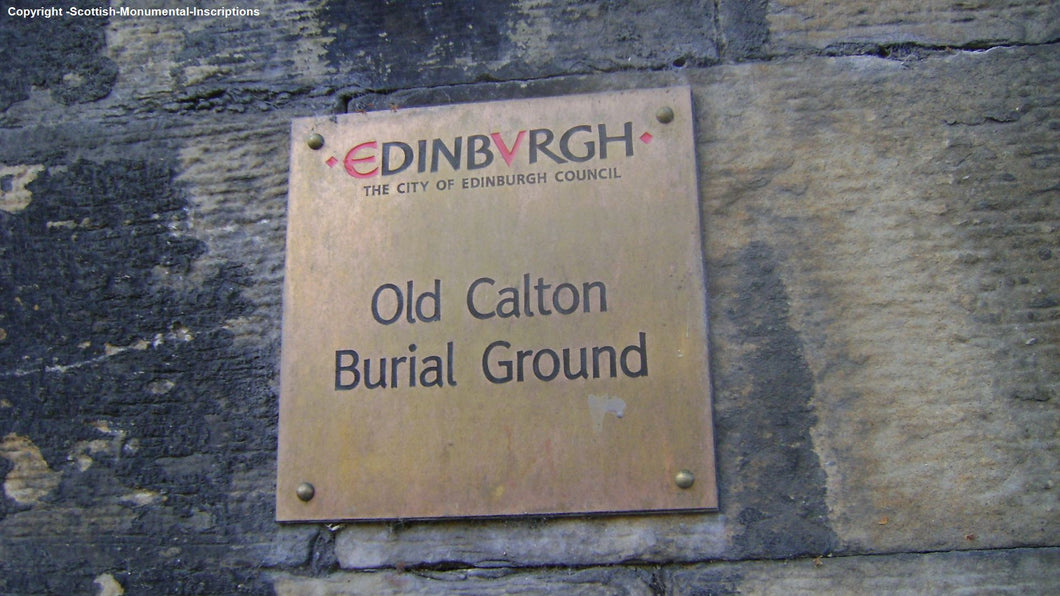 Copyright -Scottish-Monumental-Inscriptions
EDINBVRGH
THE CITY OF EDINBURGH COUNCIL
Old Calton
Burial Ground